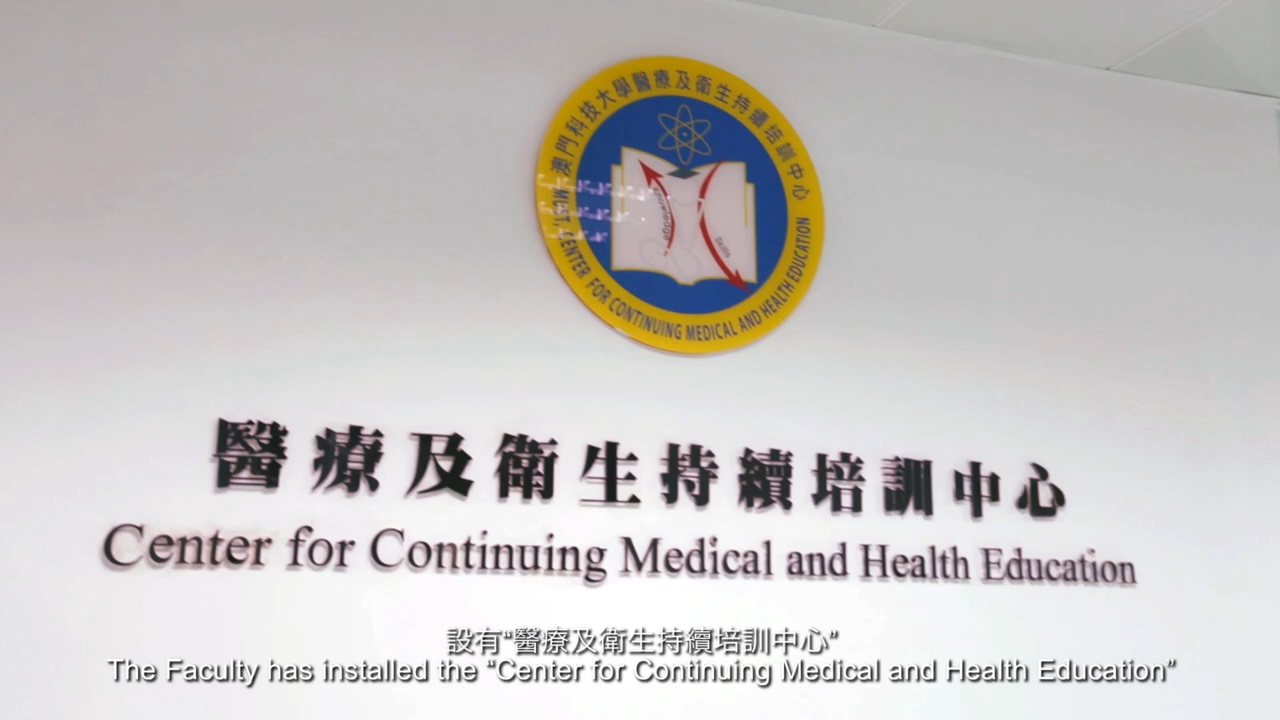 澳門科技大學醫療及衛生持續培訓中心
Knowledge
Skills
MUST, CENTER FOR CONTINUING MEDICAL AND HEALTH EDUCATION
醫療及衛生持續培訓中心
Center for Continuing Medical and Health Education
設有“醫療及衛生持續培訓中心”
The Faculty has installed the “Center for Continuing Medical and Health Education”